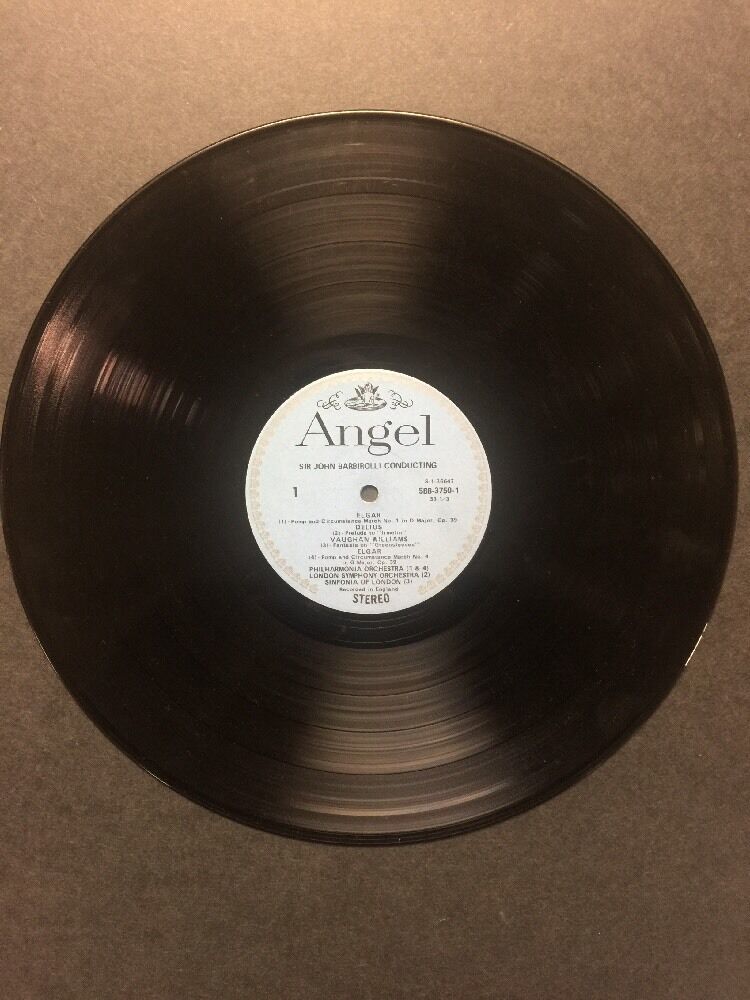 Angel
SIR JOHN BARBIROLLI CONDUCTING
1
SBB-3750-1
33 1/3
ELGAR
(1)-Pomp and Circumstance March No. 1 in D Major, Op. 39
DELIUS
(2)-Prelude to "Irmelin"
VAUGHAN WILLIAMS
(3)-Fantasia on "Greensleeves"
ELGAR
(4)-Pomp and Circumstance March No. 4
in G Major, Op. 39
PHILHARMONIA ORCHESTRA (1 & 4)
LONDON SYMPHONY ORCHESTRA (2)
SINFONIA OF LONDON (3)
Recorded in England
STEREO